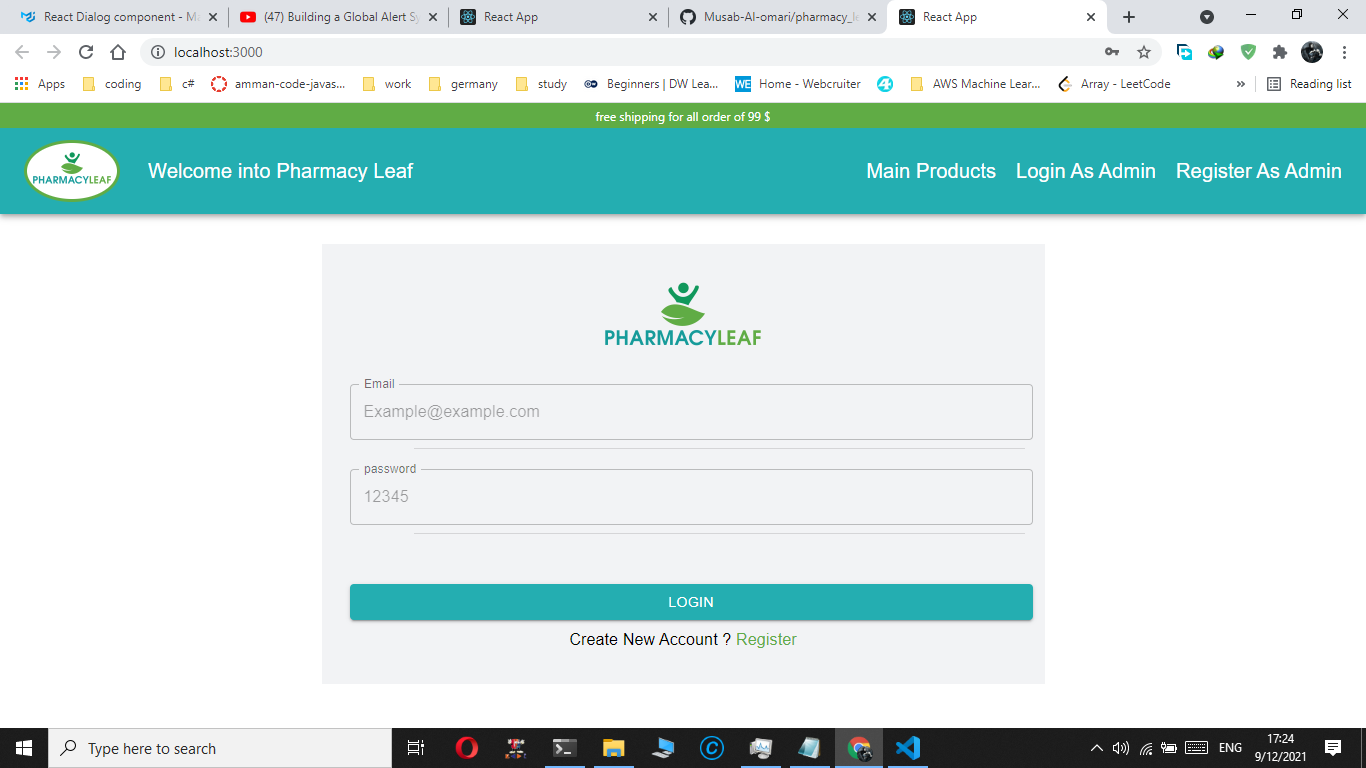 React Dialog component - Ma
(47) Building a Global Alert Sy
React App
Musab-Al-omari/pharmacy_le
React App
localhost:3000
Apps
coding
c#
amman-code-javas...
work
germany
study
Beginners | DW Lea...
WE
Home - Webcruiter
AWS Machine Lear...
Array - LeetCode
»
Reading list
free shipping for all order of 99 $
PHARMACYLEAF
Welcome into Pharmacy Leaf
Main Products
Login As Admin
Register As Admin
PHARMACYLEAF
Email
Example@example.com
password
12345
LOGIN
Create New Account ? Register
Type here to search
ENG
17:24
9/12/2021